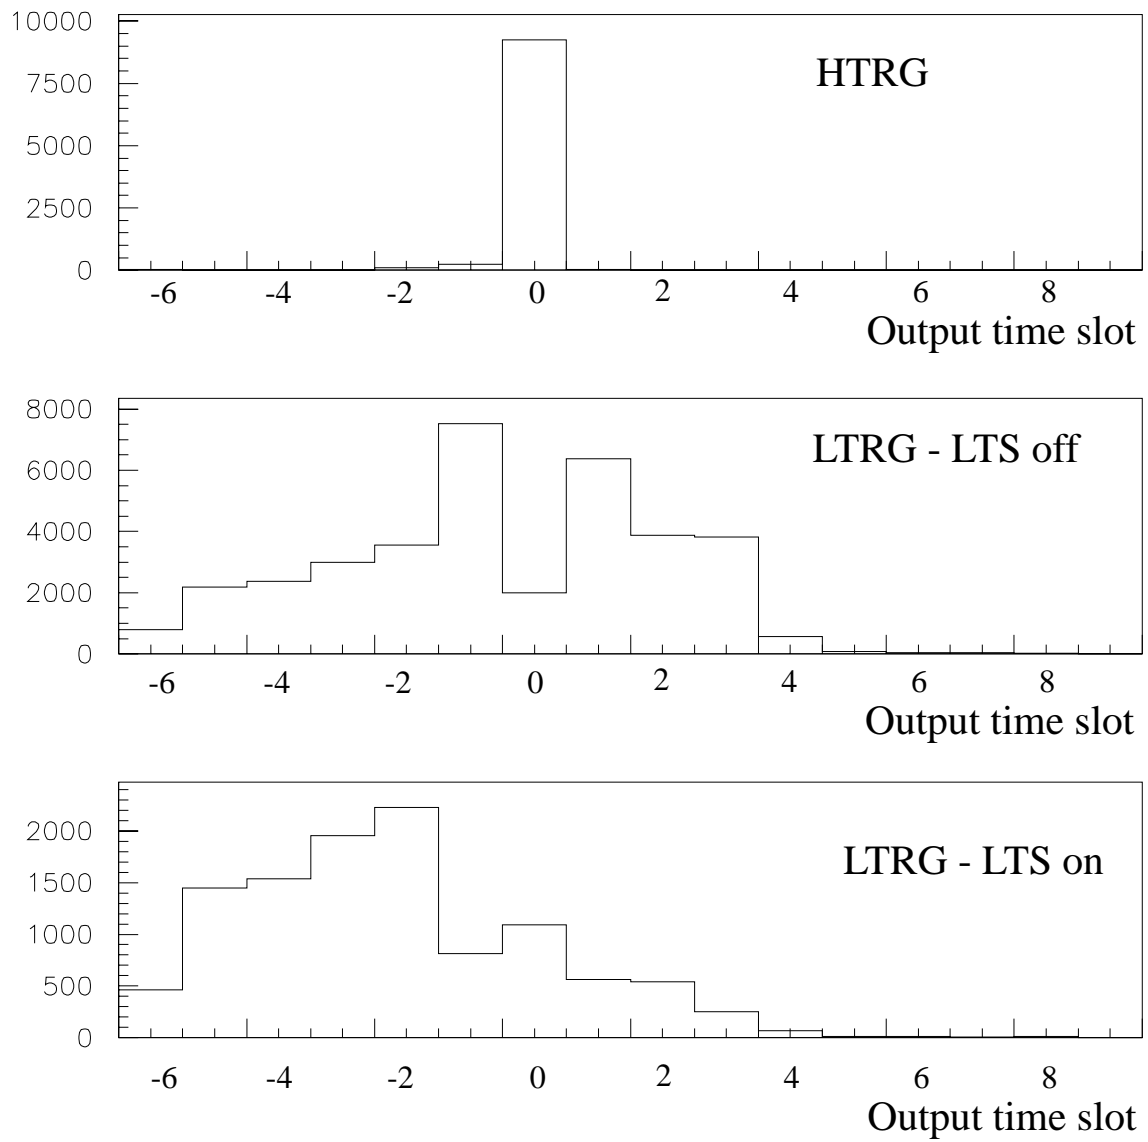 10000
HTRG
7500
5000
2500
0
-6 -4 -2 0 2 4 6 8
Output time slot
8000
LTRG - LTS off
6000
4000
2000
0
-6 -4 -2 0 2 4 6 8
Output time slot
2000
LTRG - LTS on
1500
1000
500
0
-6 -4 -2 0 2 4 6 8
Output time slot